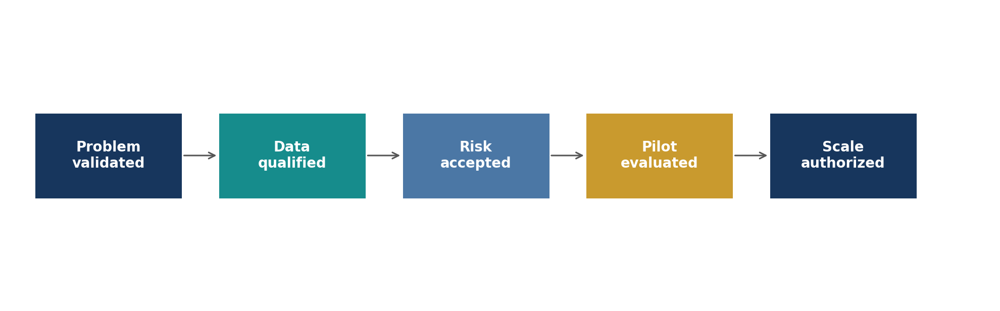 Problem
validated
Data
qualified
Risk
accepted
Pilot
evaluated
Scale
authorized